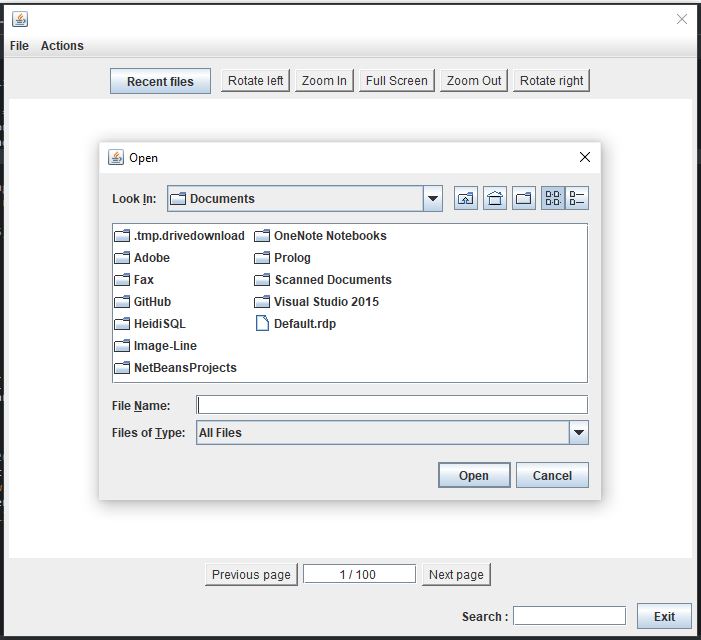 File Actions
Recent files Rotate left Zoom In Full Screen Zoom Out Rotate right
Open
Look In: Documents
.tmp.drivedownload OneNote Notebooks
Adobe Prolog
Fax Scanned Documents
GitHub Visual Studio 2015
HeidiSQL Default.rdp
Image-Line
NetBeansProjects
File Name:
Files of Type: All Files
Open Cancel
Previous page 1 / 100 Next page
Search : Exit